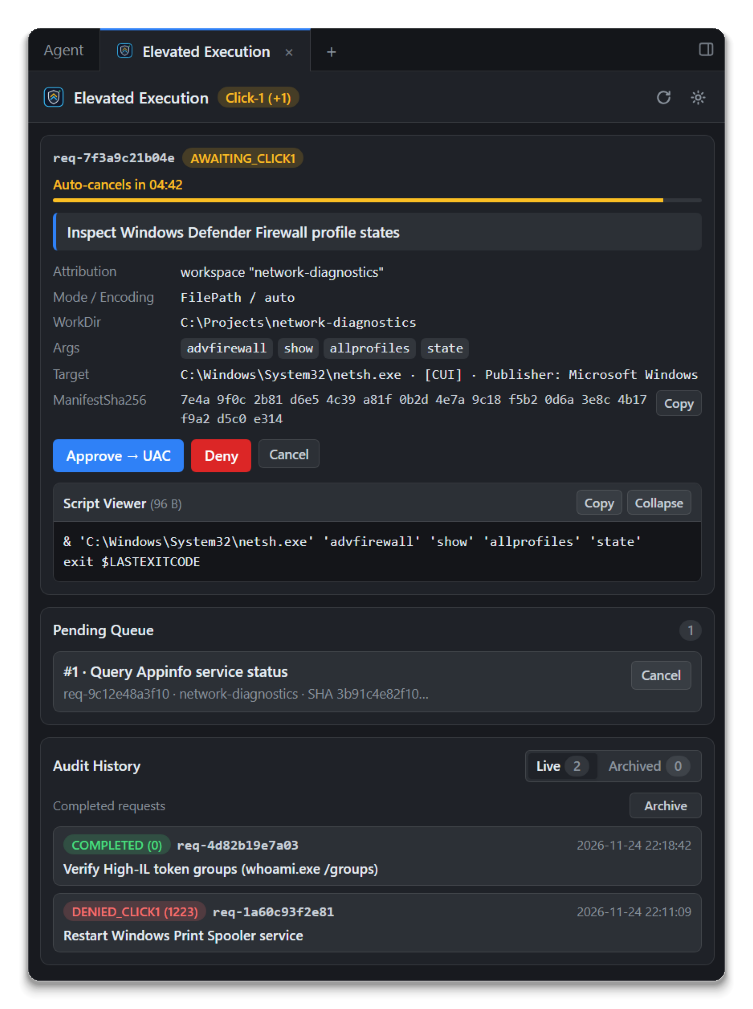 Agent
Elevated Execution ×
+
Elevated Execution Click-1 (+1)
req-7f3a9c21b04e AWAITING_CLICK1
Auto-cancels in 04:42
Inspect Windows Defender Firewall profile states
Attribution workspace "network-diagnostics"
Mode / Encoding FilePath / auto
WorkDir C:\Projects\network-diagnostics
Args advfirewall show allprofiles state
Target C:\Windows\System32\netsh.exe · [CUI] · Publisher: Microsoft Windows
ManifestSha256 7e4a 9f0c 2b81 d6e5 4c39 a81f 0b2d 4e7a 9c18 f5b2 0d6a 3e8c 4b17
f9a2 d5c0 e314
Copy
Approve → UAC Deny Cancel
Script Viewer (96 B) Copy Collapse
& 'C:\Windows\System32\netsh.exe' 'advfirewall' 'show' 'allprofiles' 'state'
exit $LASTEXITCODE
Pending Queue 1
#1 · Query Appinfo service status
req-9c12e48a3f10 · network-diagnostics · SHA 3b91c4e82f10...
Cancel
Audit History Live 2 Archived 0
Completed requests Archive
COMPLETED (0) req-4d82b19e7a03 2026-11-24 22:18:42
Verify High-IL token groups (whoami.exe /groups)
DENIED_CLICK1 (1223) req-1a60c93f2e81 2026-11-24 22:11:09
Restart Windows Print Spooler service